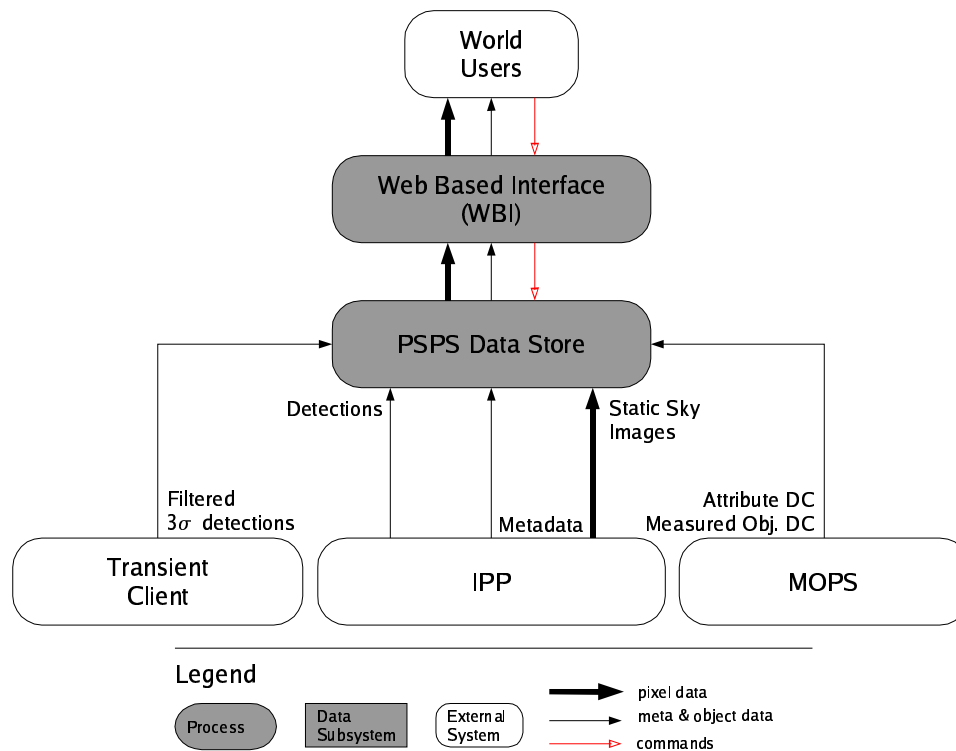 World
Users
Web Based Interface
(WBI)
PSPS Data Store
Detections
Static Sky
Images
Filtered
3σ detections
Metadata
Attribute DC
Measured Obj. DC
Transient
Client
IPP
MOPS
Legend
Process
Data
Subsystem
External
System
pixel data
meta & object data
commands